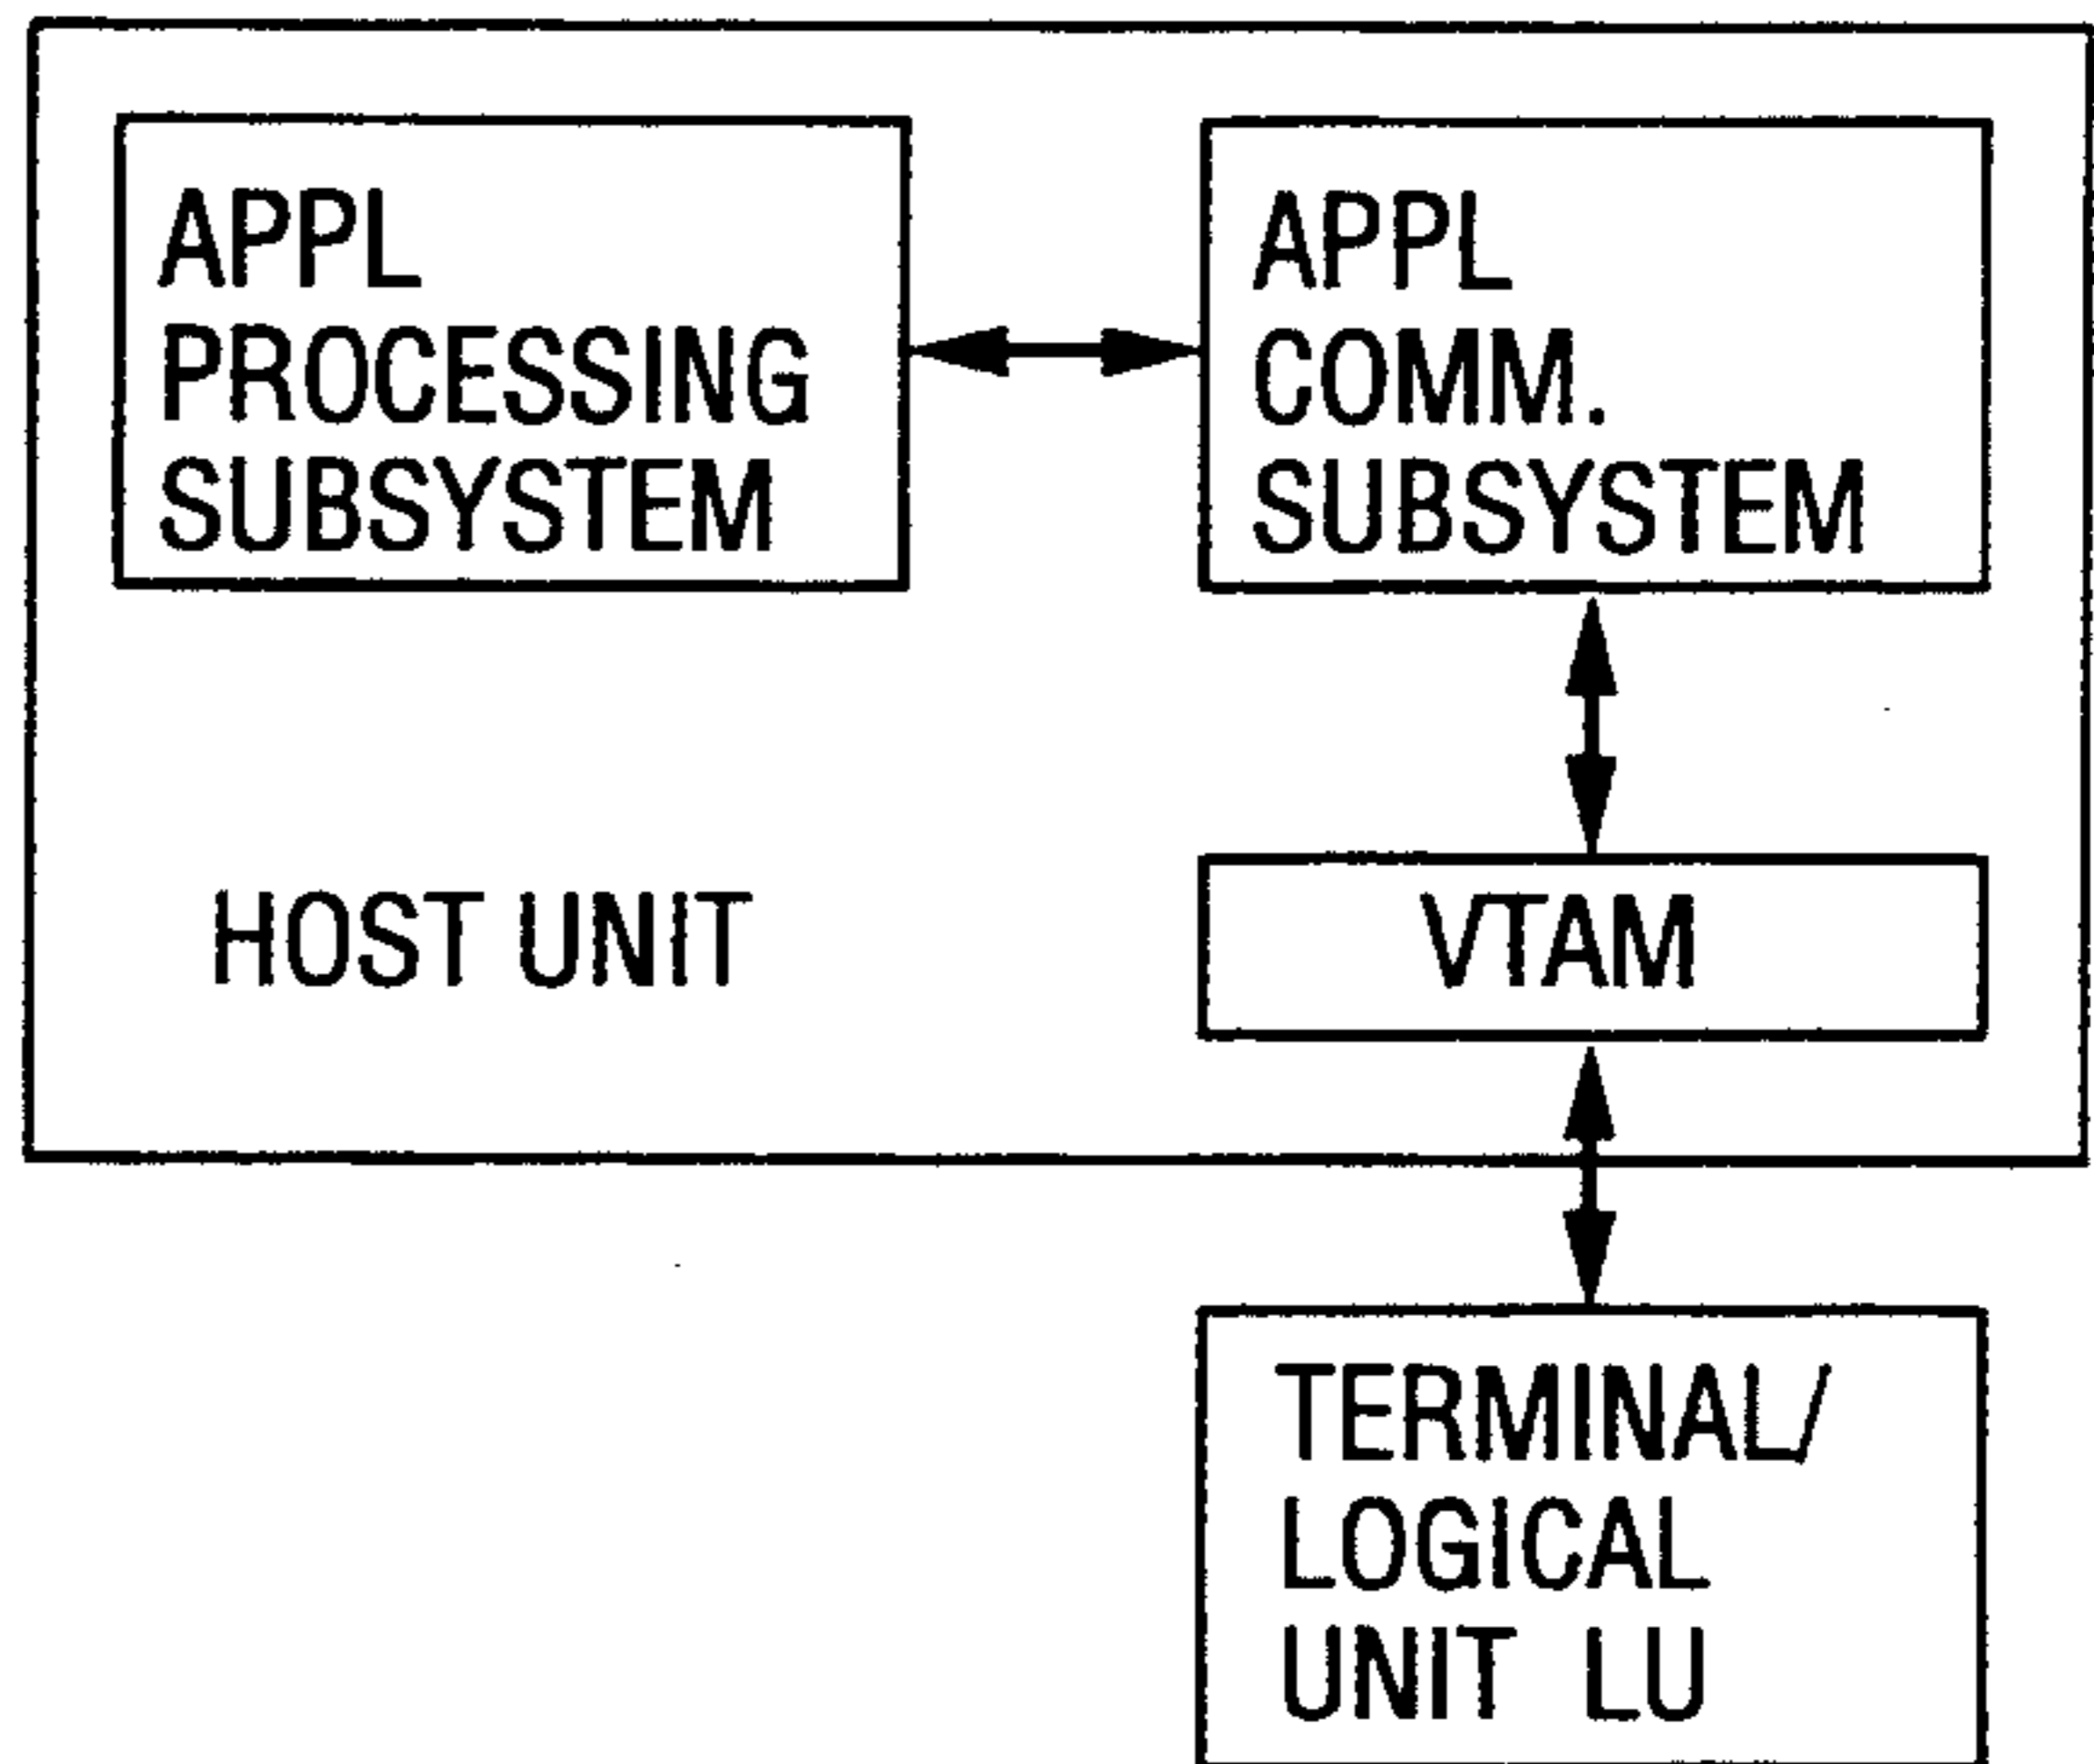 APPL
PROCESSING
SUBSYSTEM
APPL
COMM.
SUBSYSTEM
HOST UNIT
VTAM
TERMINAL/
LOGICAL
UNIT LU